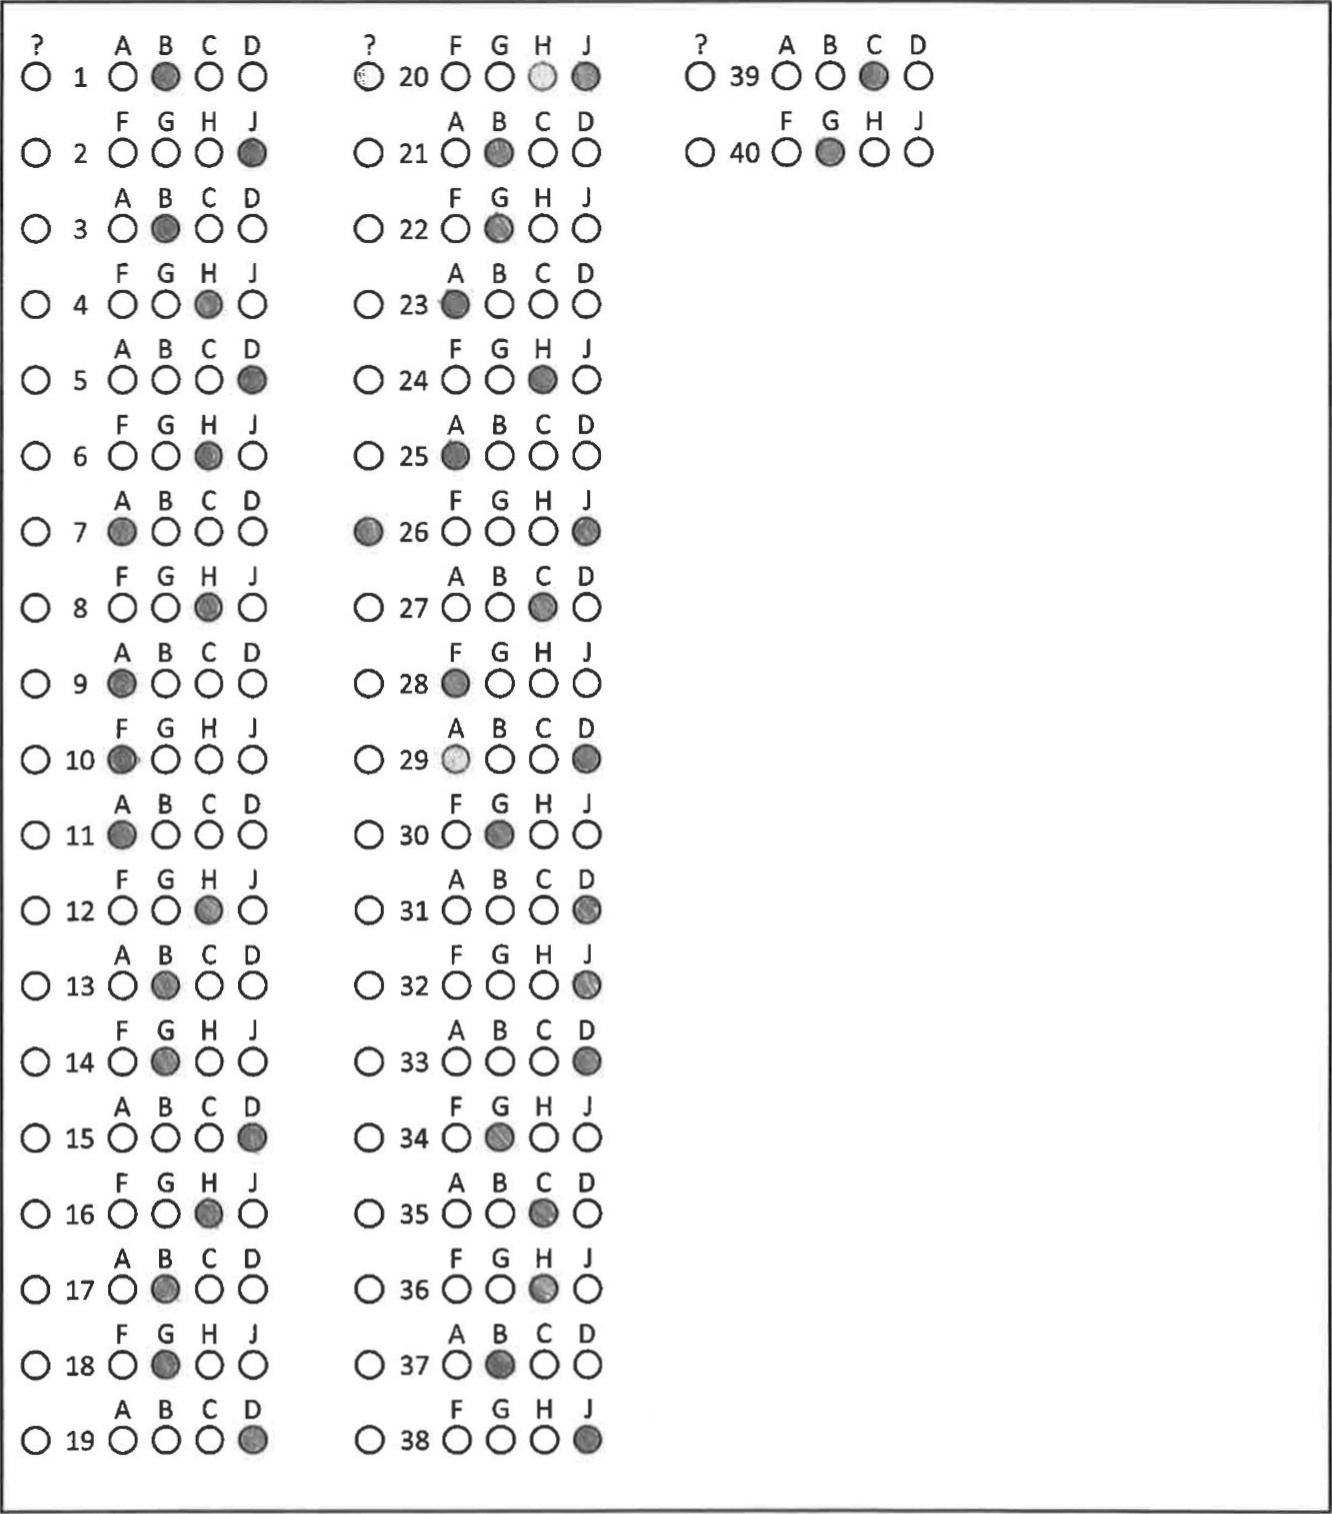 ? A B C D
1
F G H J
2
A B C D
3
F G H J
4
A B C D
5
F G H J
6
A B C D
7
F G H J
8
A B C D
9
F G H J
10
A B C D
11
F G H J
12
A B C D
13
F G H J
14
A B C D
15
F G H J
16
A B C D
17
F G H J
18
A B C D
19
? F G H J
20
A B C D
21
F G H J
22
A B C D
23
F G H J
24
A B C D
25
F G H J
26
A B C D
27
F G H J
28
A B C D
29
F G H J
30
A B C D
31
F G H J
32
A B C D
33
F G H J
34
A B C D
35
F G H J
36
A B C D
37
F G H J
38
? A B C D
39
F G H J
40